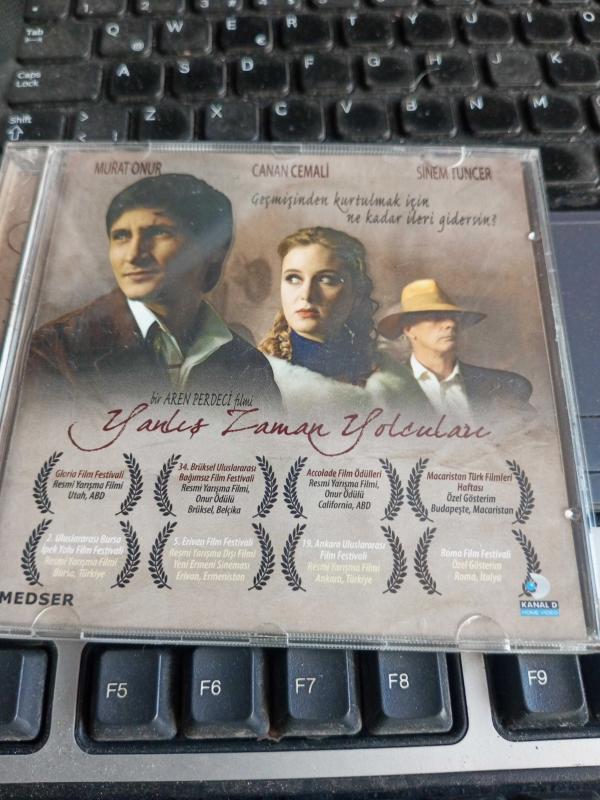 Tab
Q
W
E
R
T
Y
U
I
Caps
Lock
A
S
D
F
G
H
J
K
Shift
>
<
Z
X
C
V
B
N
M
MURAT ONUR
CANAN CEMALİ
SİNEM TUNCER
Geçmişinden kurtulmak için
ne kadar ileri gidersin?
bir AREN PERDECİ filmi
Yanlış Zaman Yolcuları
Gloria Film Festivali
Resmi Yarışma Filmi
Utah, ABD
34. Brüksel Uluslararası
Bağımsız Film Festivali
Resmi Yarışma Filmi,
Onur Ödülü
Brüksel, Belçika
Accolade Film Ödülleri
Resmi Yarışma Filmi,
Onur Ödülü
California, ABD
Macaristan Türk Filmleri
Haftası
Özel Gösterim
Budapeşte, Macaristan
2. Uluslararası Bursa
İpek Yolu Film Festivali
Resmi Yarışma Filmi
Bursa, Türkiye
5. Erivan Film Festivali
Resmi Yarışma Dışı Filmi
Yeni Ermeni Sineması
Erivan, Ermenistan
19. Ankara Uluslararası
Film Festivali
Resmi Yarışma Filmi
Ankara, Türkiye
Roma Film Festivali
Özel Gösterim
Roma, İtalya
MEDSER
D
KANAL D
HOME VIDEO
F5
F6
F7
F8
F9